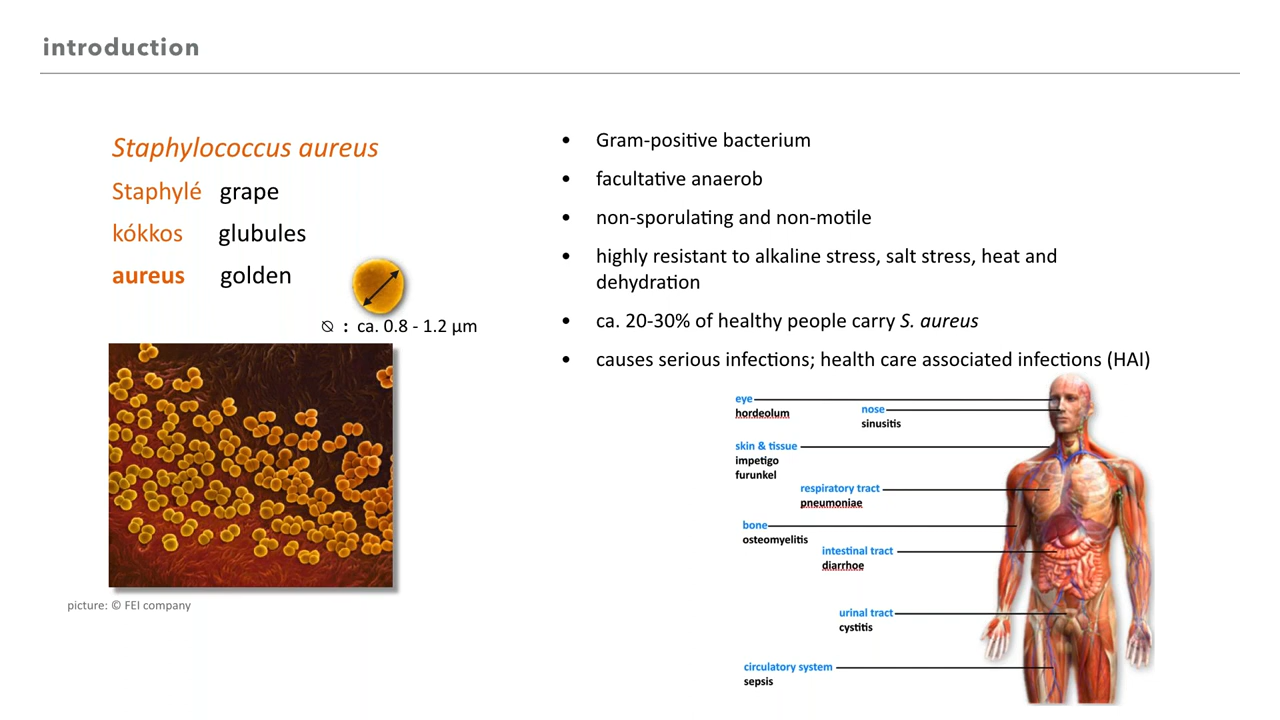 introduction
Staphylococcus aureus
Staphylé grape
kókkos glubules
aureus golden
⦰ : ca. 0.8 - 1.2 µm
picture: © FEI company
• Gram-positive bacterium
• facultative anaerob
• non-sporulating and non-motile
• highly resistant to alkaline stress, salt stress, heat and
dehydration
• ca. 20-30% of healthy people carry S. aureus
• causes serious infections; health care associated infections (HAI)
eye
hordeolum
nose
sinusitis
skin & tissue
impetigo
furunkel
respiratory tract
pneumoniae
bone
osteomyelitis
intestinal tract
diarrhoe
urinal tract
cystitis
circulatory system
sepsis